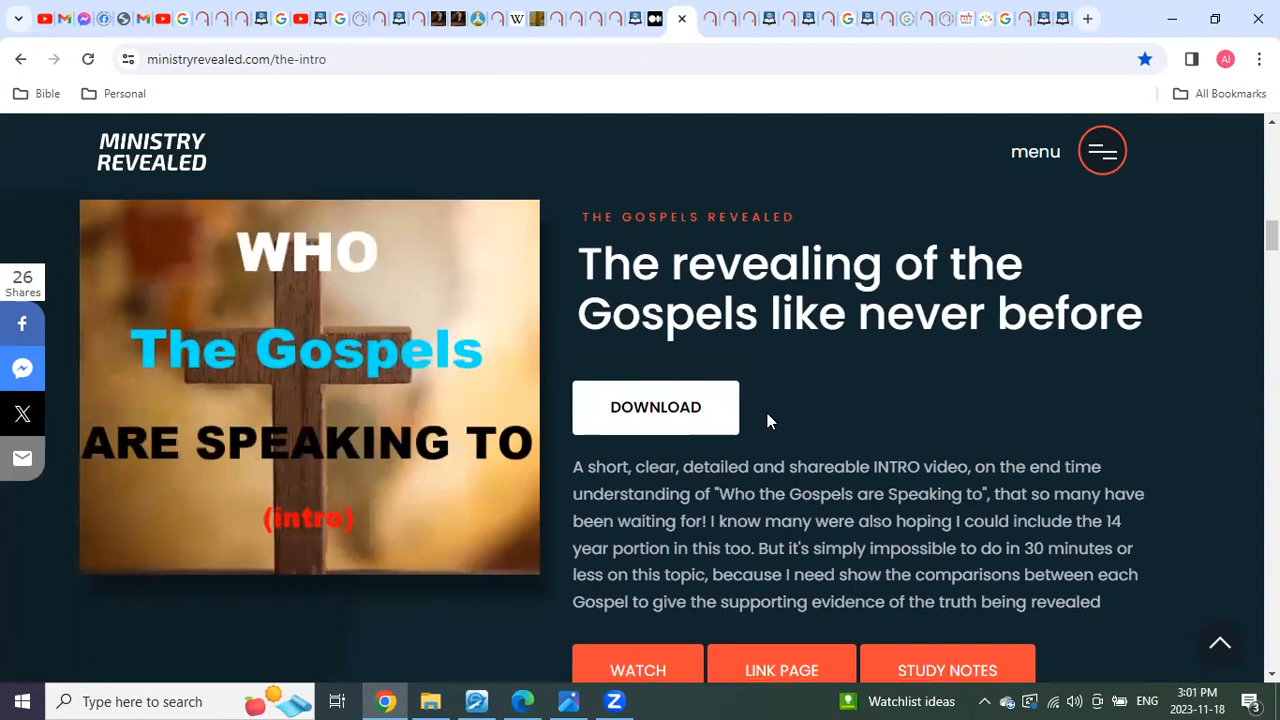 ministryrevealed.com/the-intro
AI
Bible
Personal
All Bookmarks
MINISTRY
REVEALED
menu
WHO
The Gospels
ARE SPEAKING TO
(intro)
26
Shares
THE GOSPELS REVEALED
The revealing of the
Gospels like never before
DOWNLOAD
A short, clear, detailed and shareable INTRO video, on the end time
understanding of "Who the Gospels are Speaking to", that so many have
been waiting for! I know many were also hoping I could include the 14
year portion in this too. But it's simply impossible to do in 30 minutes or
less on this topic, because I need show the comparisons between each
Gospel to give the supporting evidence of the truth being revealed
WATCH
LINK PAGE
STUDY NOTES
Type here to search
Watchlist ideas
ENG
3:01 PM
2023-11-18
3